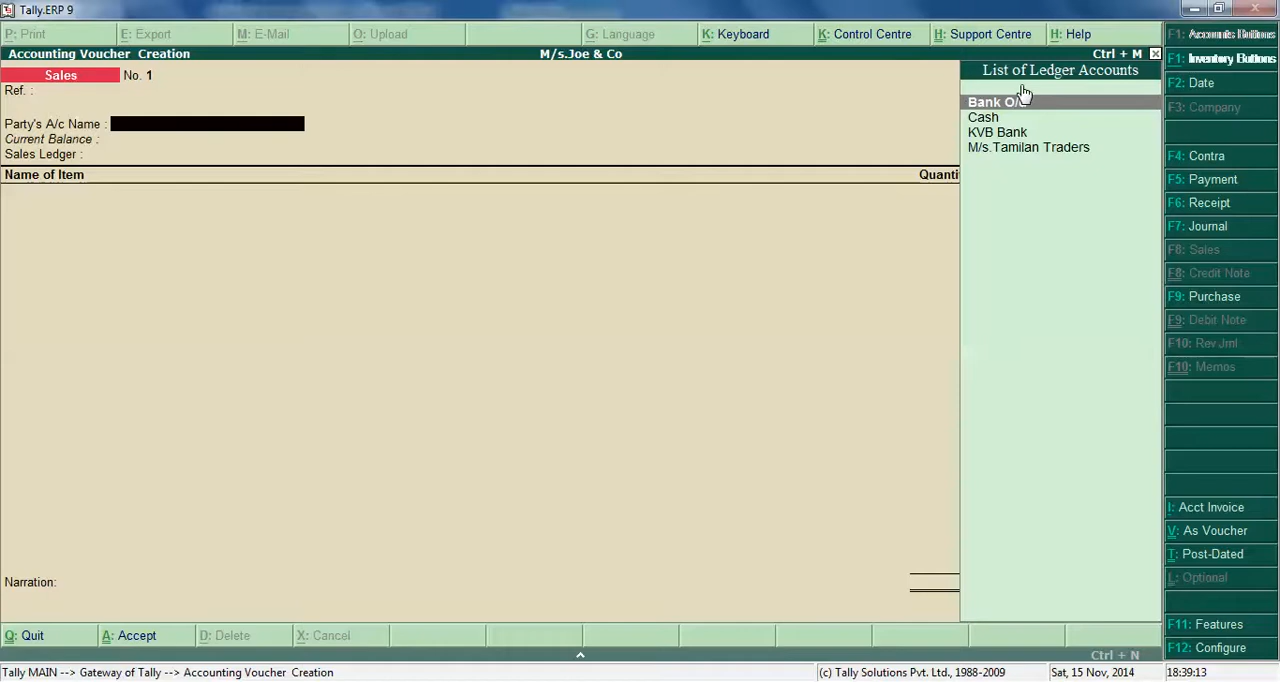 Tally.ERP 9
P: Print
E: Export
M: E-Mail
O: Upload
G: Language
K: Keyboard
K: Control Centre
H: Support Centre
H: Help
Accounting Voucher Creation
M/s.Joe & Co
Ctrl + M
Sales No. 1
Ref. :
Party's A/c Name :
Current Balance :
Sales Ledger :
Name of Item
Quanti
List of Ledger Accounts
Bank O/
Cash
KVB Bank
M/s.Tamilan Traders
F1: Accounts Buttons
F1: Inventory Buttons
F2: Date
F3: Company
F4: Contra
F5: Payment
F6: Receipt
F7: Journal
F8: Sales
F8: Credit Note
F9: Purchase
F9: Debit Note
F10: Rev Jrnl
F10: Memos
I: Acct Invoice
V: As Voucher
T: Post-Dated
L: Optional
F11: Features
F12: Configure
Narration:
Q: Quit
A: Accept
D: Delete
X: Cancel
Ctrl + N
Tally MAIN --> Gateway of Tally --> Accounting Voucher Creation
(c) Tally Solutions Pvt. Ltd., 1988-2009
Sat, 15 Nov, 2014
18:39:13